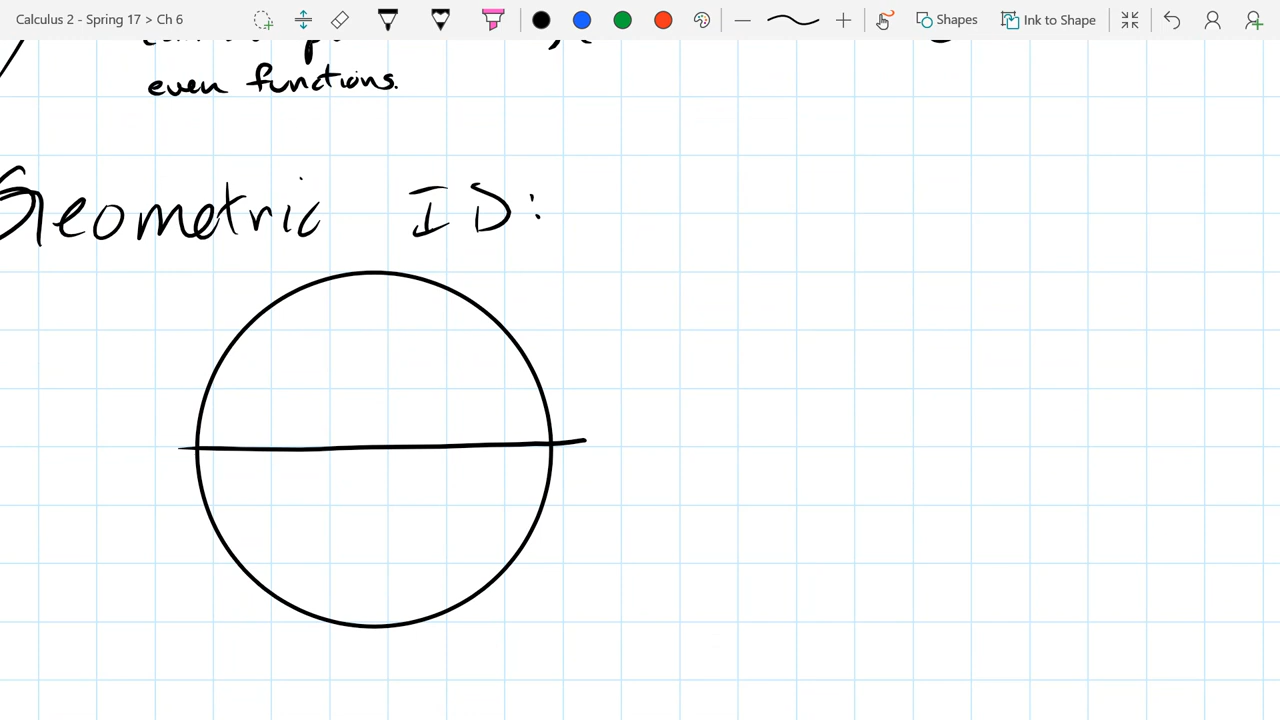 Calculus 2 - Spring 17 > Ch 6
Shapes
Ink to Shape
even functions.
Geometric ID: